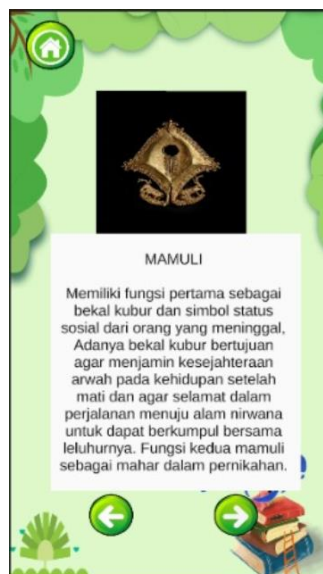 MAMULI
Memiliki fungsi pertama sebagai
bekal kubur dan simbol status
sosial dari orang yang meninggal,
Adanya bekal kubur bertujuan
agar menjamin kesejahteraan
arwah pada kehidupan setelah
mati dan agar selamat dalam
perjalanan menuju alam nirwana
untuk dapat berkumpul bersama
leluhurnya. Fungsi kedua mamuli
sebagai mahar dalam pernikahan.